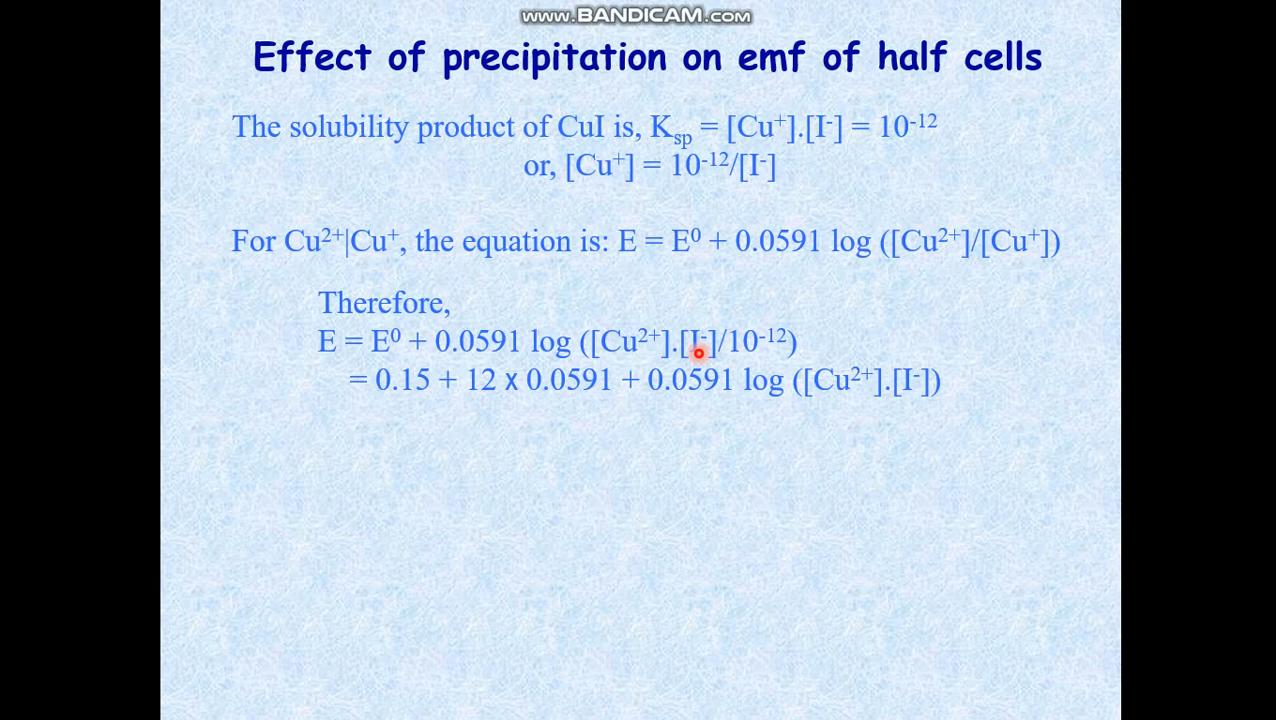 www.BANDICAM.com
Effect of precipitation on emf of half cells
The solubility product of CuI is, Kₛₚ = [Cu⁺].[I⁻] = 10⁻¹²
or, [Cu⁺] = 10⁻¹²/[I⁻]
For Cu²⁺|Cu⁺, the equation is: E = E⁰ + 0.0591 log ([Cu²⁺]/[Cu⁺])
Therefore,
E = E⁰ + 0.0591 log ([Cu²⁺].[I⁻]/10⁻¹²)
= 0.15 + 12 x 0.0591 + 0.0591 log ([Cu²⁺].[I⁻])